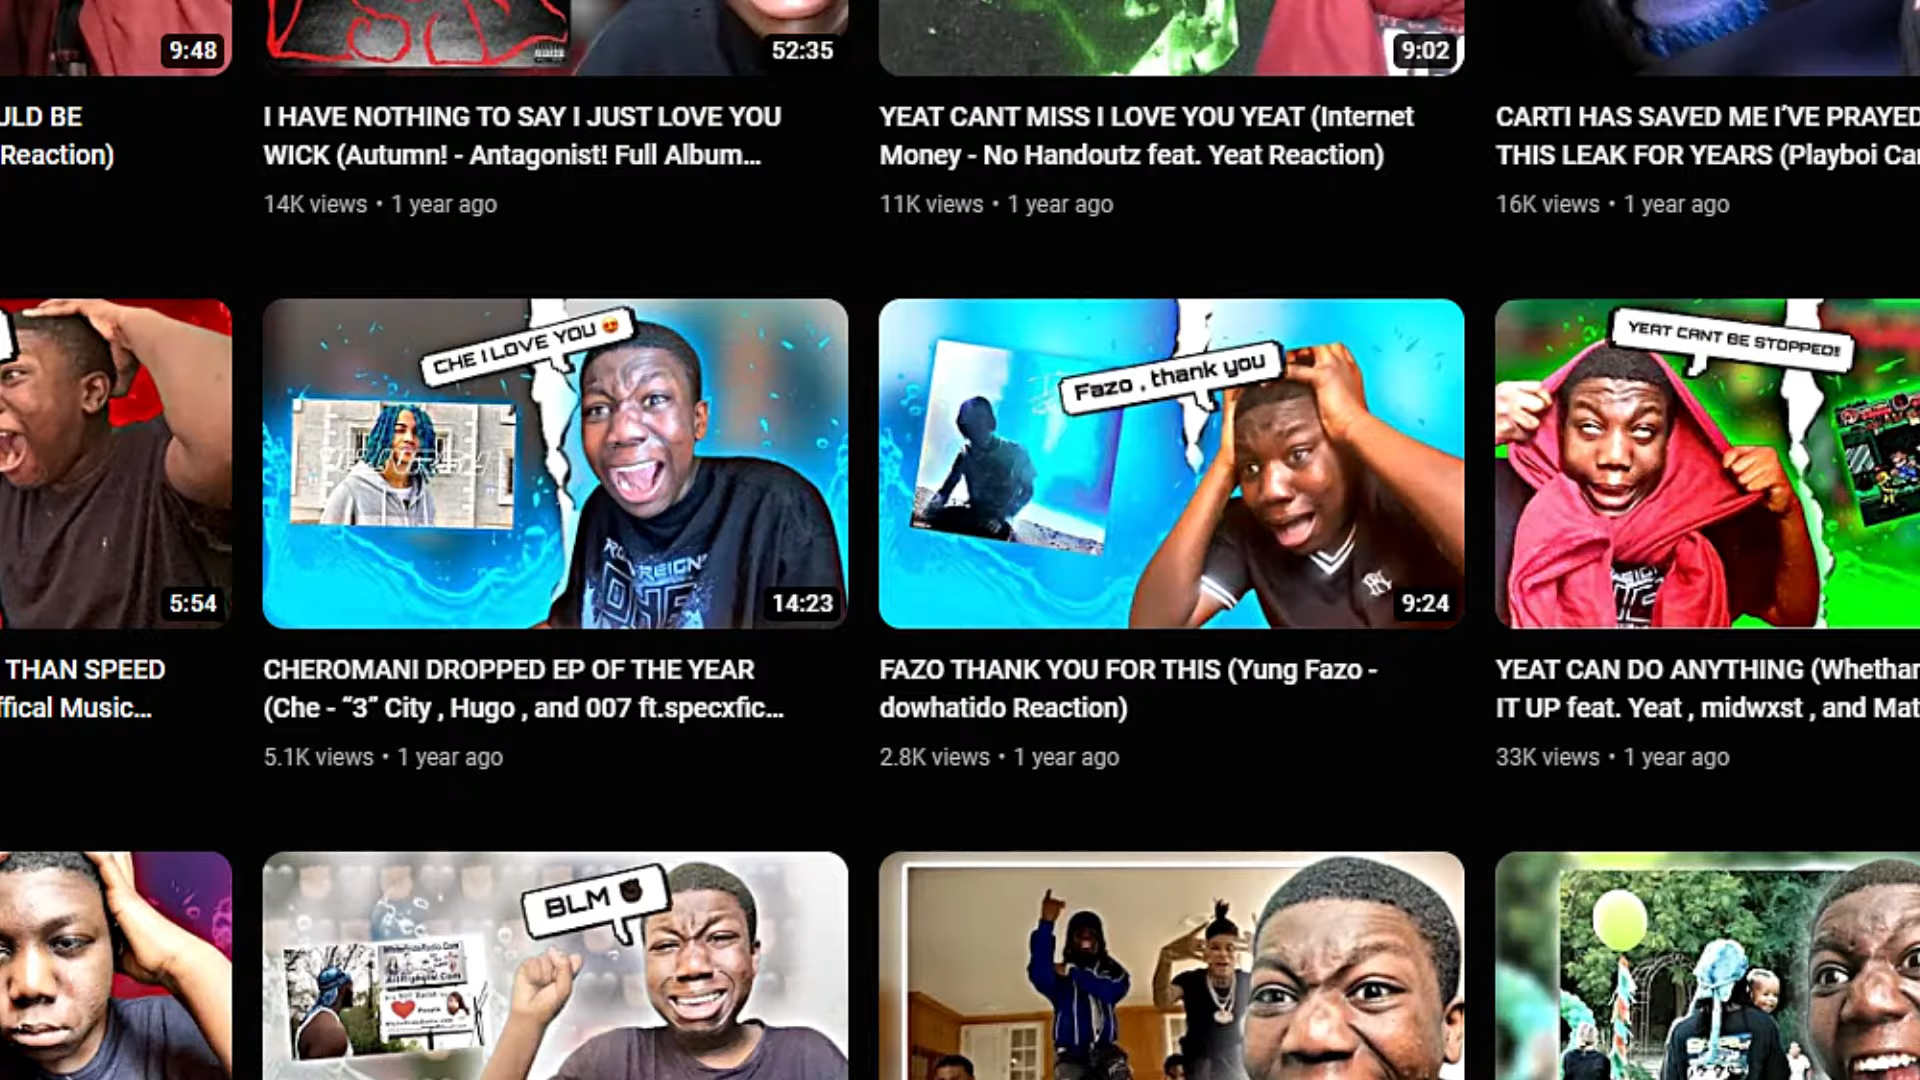 9:48
52:35
9:02
ULD BE
Reaction)
I HAVE NOTHING TO SAY I JUST LOVE YOU
WICK (Autumn! - Antagonist! Full Album...
14K views • 1 year ago
YEAT CANT MISS I LOVE YOU YEAT (Internet
Money - No Handoutz feat. Yeat Reaction)
11K views • 1 year ago
CARTI HAS SAVED ME I'VE PRAYED
THIS LEAK FOR YEARS (Playboi Car
16K views • 1 year ago
CHE I LOVE YOU 😍
Fazo , thank you
YEAT CANT BE STOPPED!!
5:54
14:23
9:24
THAN SPEED
ffical Music...
CHEROMANI DROPPED EP OF THE YEAR
(Che - “3” City , Hugo , and 007 ft.specxfic...
5.1K views • 1 year ago
FAZO THANK YOU FOR THIS (Yung Fazo -
dowhatido Reaction)
2.8K views • 1 year ago
YEAT CAN DO ANYTHING (Whethan
IT UP feat. Yeat , midwxst , and Mat
33K views • 1 year ago
BLM